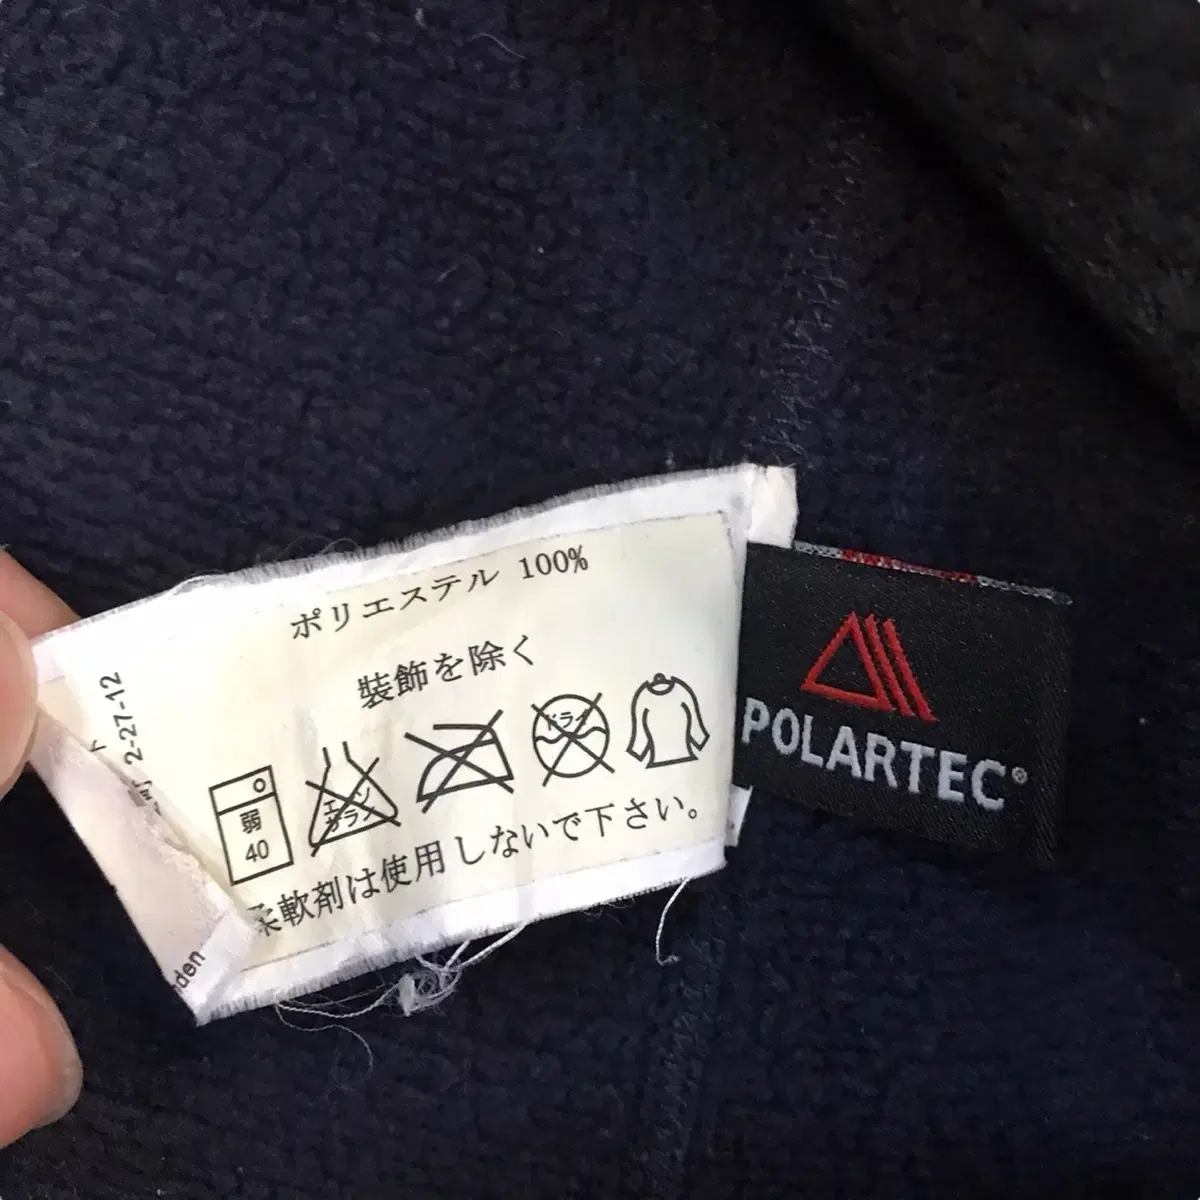 ポリエステル 100%
装飾を除く
弱
40
エンソ
サラシ
ドライ
柔軟剤は使用しないで下さい。
2-27-12
den
POLARTEC®